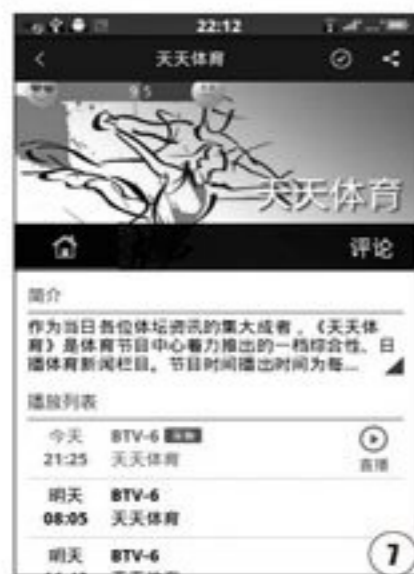 22:12
天天体育
95
天天体育
评论
简介
作为当日各位体坛资讯的集大成者，《天天体
育》是体育节目中心着力推出的一档综合性、日
播体育新闻栏目。节目时间播出时间为每...
播放列表
今天 BTV-6
21:25 天天体育
直播
明天 BTV-6
08:05 天天体育
明天 BTV-6
7